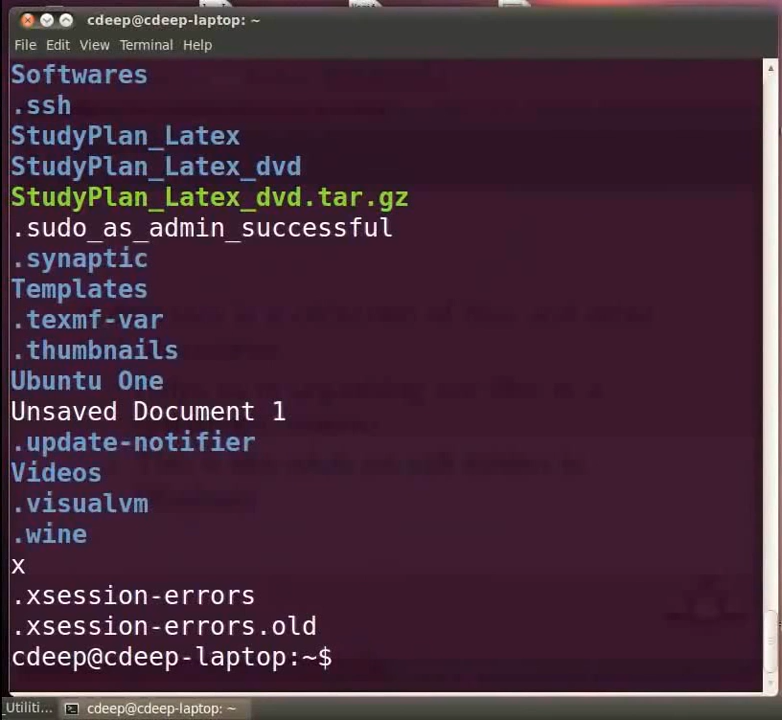 cdeep@cdeep-laptop: ~
File Edit View Terminal Help
Softwares
.ssh
StudyPlan_Latex
StudyPlan_Latex_dvd
StudyPlan_Latex_dvd.tar.gz
.sudo_as_admin_successful
.synaptic
Templates
.texmf-var
.thumbnails
Ubuntu One
Unsaved Document 1
.update-notifier
Videos
.visualvm
.wine
x
.xsession-errors
.xsession-errors.old
cdeep@cdeep-laptop:~$
_Utiliti... cdeep@cdeep-laptop: ~